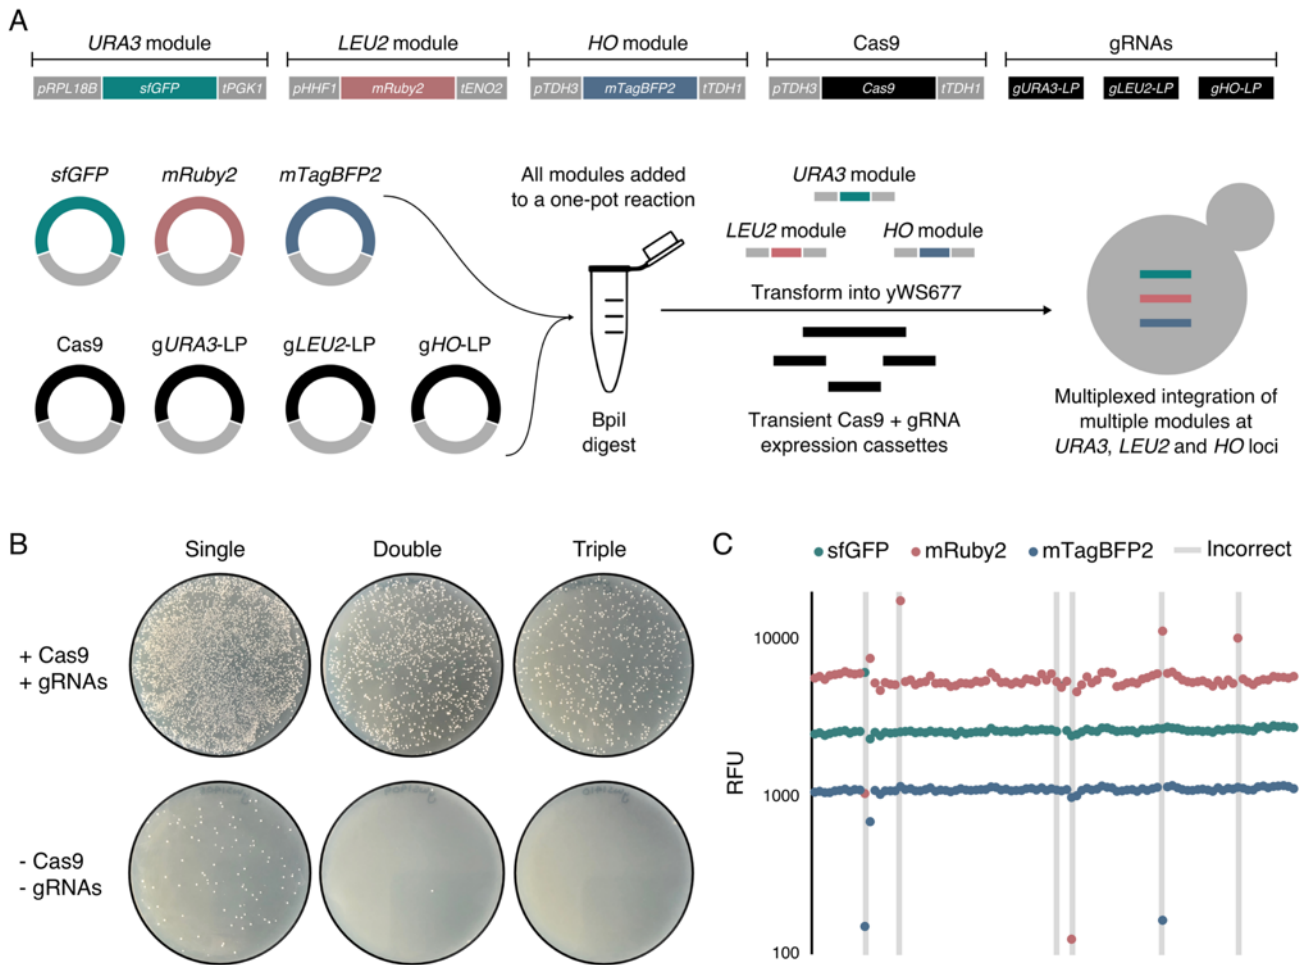 A
URA3 module
LEU2 module
HO module
Cas9
gRNAs
pRPL18B sfGFP tPGK1
pHHF1 mRuby2 tENO2
pTDH3 mTagBFP2 tTDH1
pTDH3 Cas9 tTDH1
gURA3-LP gLEU2-LP gHO-LP
sfGFP
mRuby2
mTagBFP2
All modules added
to a one-pot reaction
URA3 module
LEU2 module
HO module
Transform into yWS677
Cas9
gURA3-LP
gLEU2-LP
gHO-LP
BpiI
digest
Transient Cas9 + gRNA
expression cassettes
Multiplexed integration of
multiple modules at
URA3, LEU2 and HO loci
B
Single
Double
Triple
+ Cas9
+ gRNAs
- Cas9
- gRNAs
C
sfGFP
mRuby2
mTagBFP2
Incorrect
RFU
10000
1000
100